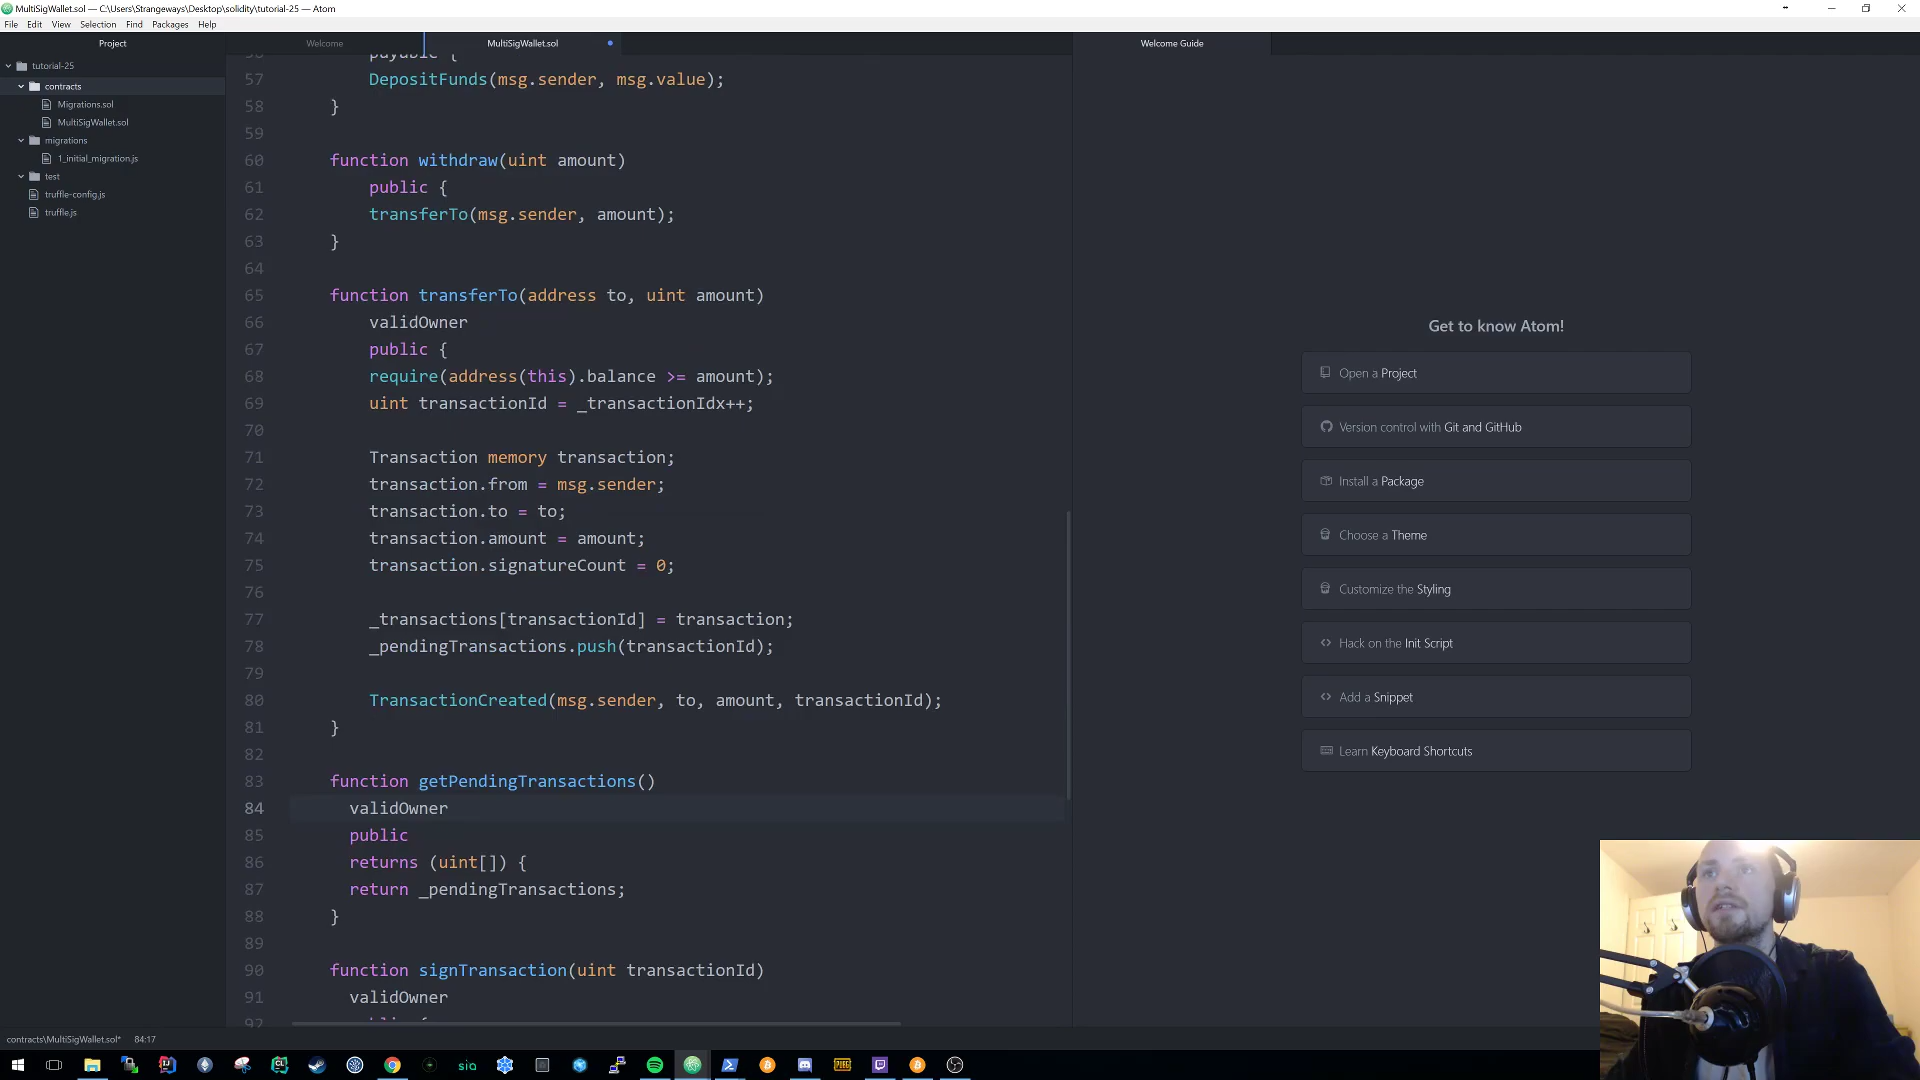 MultiSigWallet.sol — C:\Users\Strangeways\Desktop\solidity\tutorial-25 — Atom
File Edit View Selection Find Packages Help
Project
tutorial-25
contracts
Migrations.sol
MultiSigWallet.sol
migrations
1_initial_migration.js
test
truffle-config.js
truffle.js
Welcome
MultiSigWallet.sol
payable {
57 DepositFunds(msg.sender, msg.value);
58 }
59
60 function withdraw(uint amount)
61 public {
62 transferTo(msg.sender, amount);
63 }
64
65 function transferTo(address to, uint amount)
66 validOwner
67 public {
68 require(address(this).balance >= amount);
69 uint transactionId = _transactionIdx++;
70
71 Transaction memory transaction;
72 transaction.from = msg.sender;
73 transaction.to = to;
74 transaction.amount = amount;
75 transaction.signatureCount = 0;
76
77 _transactions[transactionId] = transaction;
78 _pendingTransactions.push(transactionId);
79
80 TransactionCreated(msg.sender, to, amount, transactionId);
81 }
82
83 function getPendingTransactions()
84 validOwner
85 public
86 returns (uint[]) {
87 return _pendingTransactions;
88 }
89
90 function signTransaction(uint transactionId)
91 validOwner
92
Welcome Guide
Get to know Atom!
Open a Project
Version control with Git and GitHub
Install a Package
Choose a Theme
Customize the Styling
Hack on the Init Script
Add a Snippet
Learn Keyboard Shortcuts
contracts\MultiSigWallet.sol* 84:17
sia
PUBG